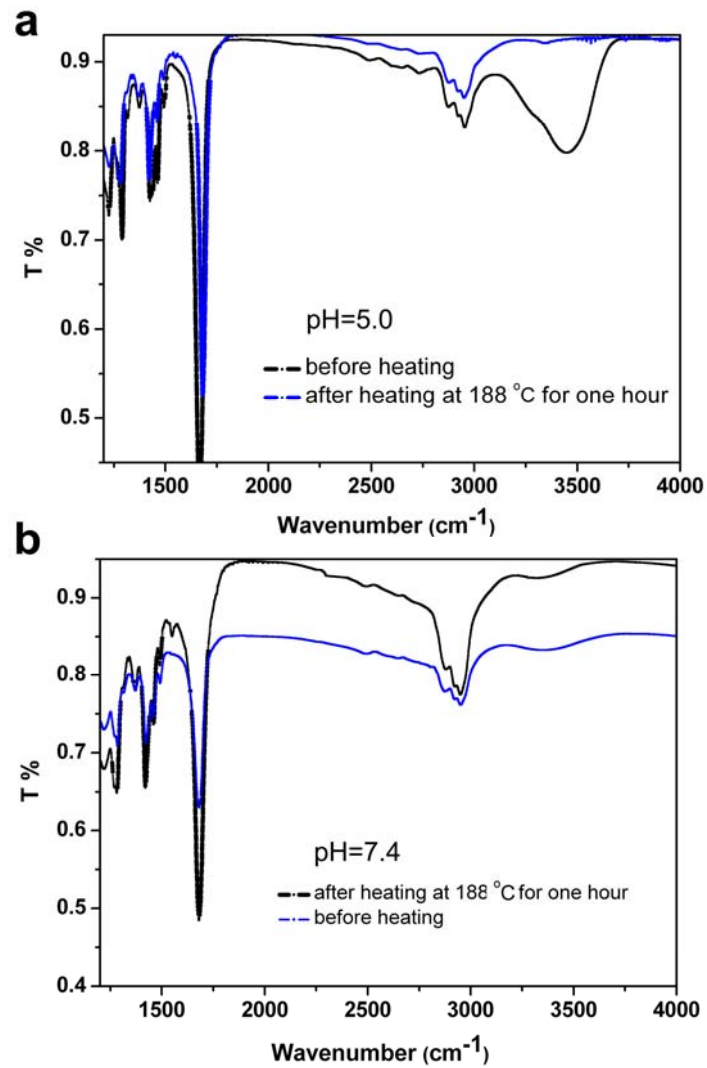 a
0.9
0.8
0.7
0.6
0.5
T %
pH=5.0
before heating
after heating at 188 °C for one hour
1500 2000 2500 3000 3500 4000
Wavenumber (cm-1)
b
0.9
0.8
0.7
0.6
0.5
0.4
T %
pH=7.4
after heating at 188 °C for one hour
before heating
1500 2000 2500 3000 3500 4000
Wavenumber (cm-1)